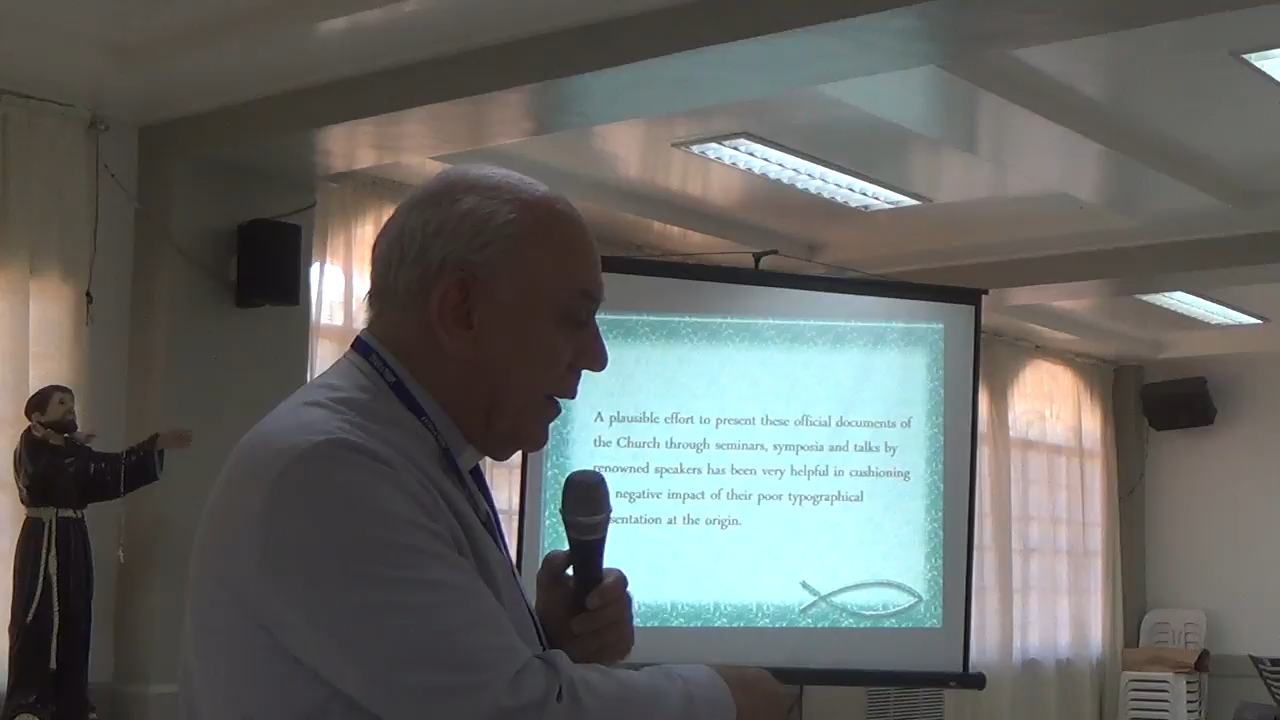 A plausible effort to present these official documents of
the Church through seminars, symposia and talks by
renowned speakers has been very helpful in cushioning
negative impact of their poor typographical
sentation at the origin.